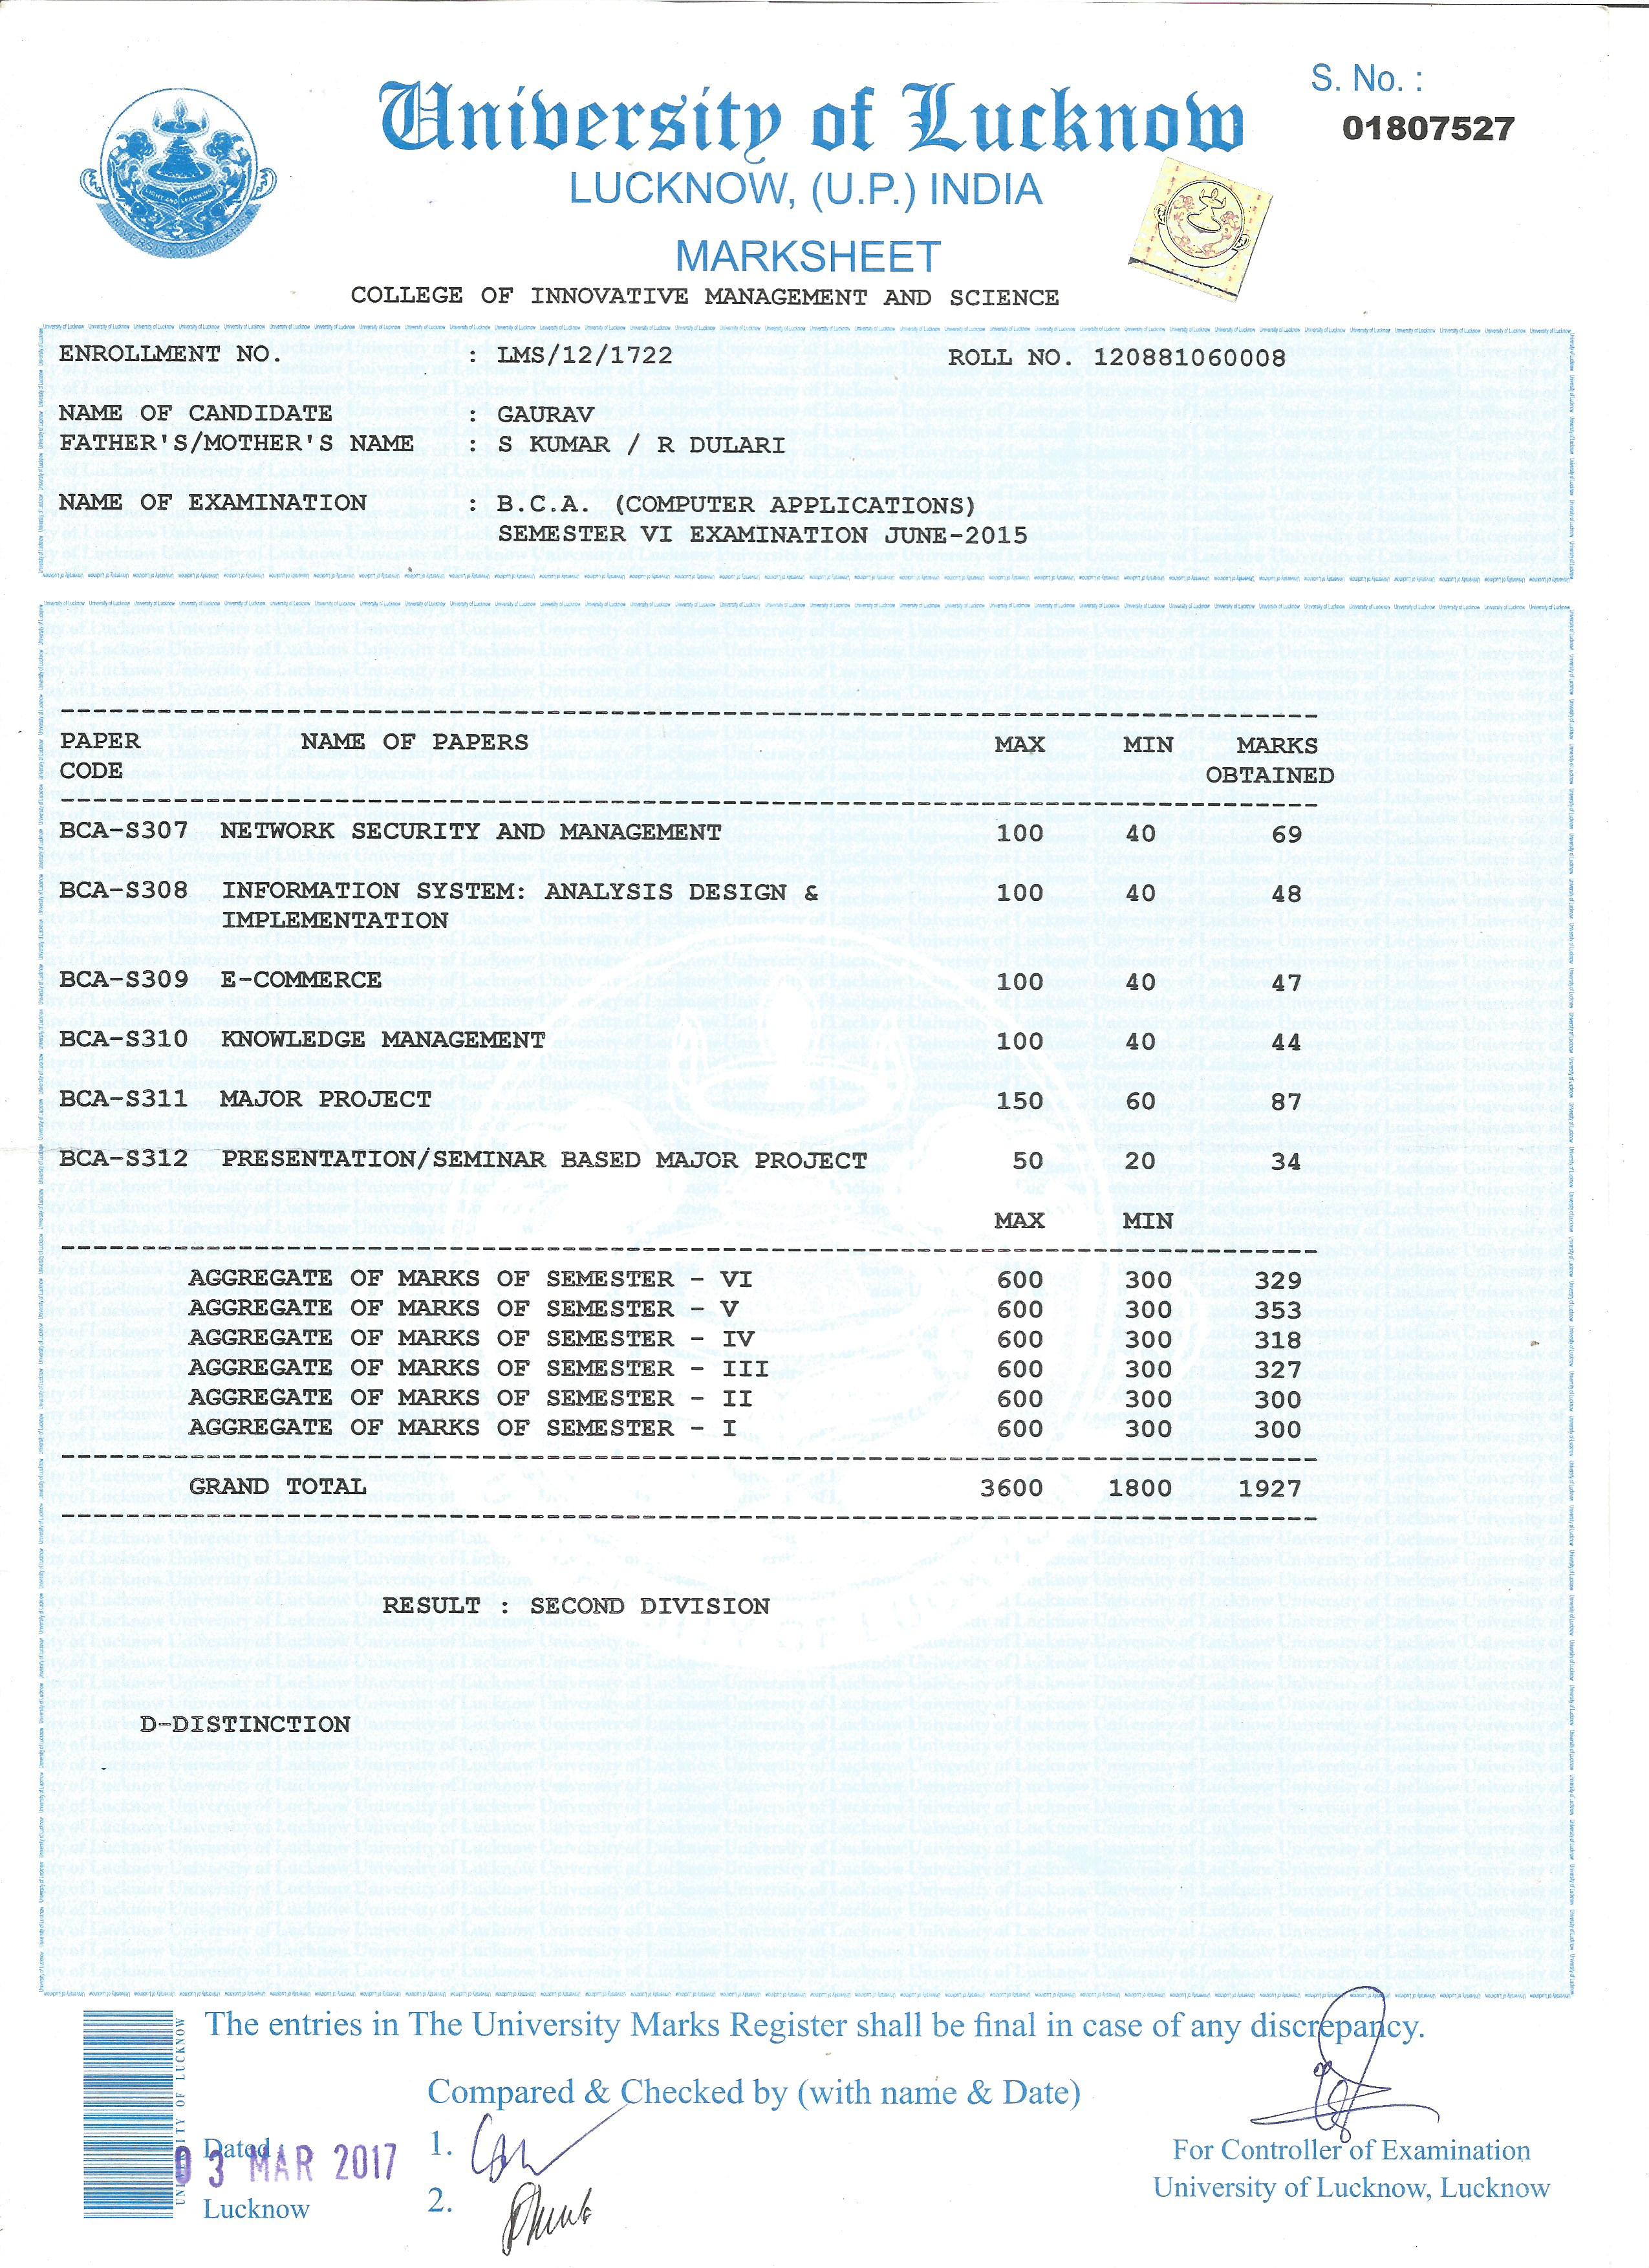 University of Lucknow
S. No. :
01807527
LUCKNOW, (U.P.) INDIA
LIGHT AND LEARNING
UNIVERSITY OF LUCKNOW
MARKSHEET
COLLEGE OF INNOVATIVE MANAGEMENT AND SCIENCE
ENROLLMENT NO. : LMS/12/1722 ROLL NO. 120881060008
NAME OF CANDIDATE : GAURAV
FATHER'S/MOTHER'S NAME : S KUMAR / R DULARI
NAME OF EXAMINATION : B.C.A. (COMPUTER APPLICATIONS)
SEMESTER VI EXAMINATION JUNE-2015
PAPER NAME OF PAPERS MAX MIN MARKS
CODE OBTAINED
BCA-S307 NETWORK SECURITY AND MANAGEMENT 100 40 69
BCA-S308 INFORMATION SYSTEM: ANALYSIS DESIGN & 100 40 48
IMPLEMENTATION
BCA-S309 E-COMMERCE 100 40 47
BCA-S310 KNOWLEDGE MANAGEMENT 100 40 44
BCA-S311 MAJOR PROJECT 150 60 87
BCA-S312 PRESENTATION/SEMINAR BASED MAJOR PROJECT 50 20 34
MAX MIN
AGGREGATE OF MARKS OF SEMESTER - VI 600 300 329
AGGREGATE OF MARKS OF SEMESTER - V 600 300 353
AGGREGATE OF MARKS OF SEMESTER - IV 600 300 318
AGGREGATE OF MARKS OF SEMESTER - III 600 300 327
AGGREGATE OF MARKS OF SEMESTER - II 600 300 300
AGGREGATE OF MARKS OF SEMESTER - I 600 300 300
GRAND TOTAL 3600 1800 1927
RESULT : SECOND DIVISION
D-DISTINCTION
The entries in The University Marks Register shall be final in case of any discrepancy.
UNIVERSITY OF LUCKNOW
Compared & Checked by (with name & Date)
Dated 1.
03 MAR 2017
For Controller of Examination
Lucknow 2.
University of Lucknow, Lucknow